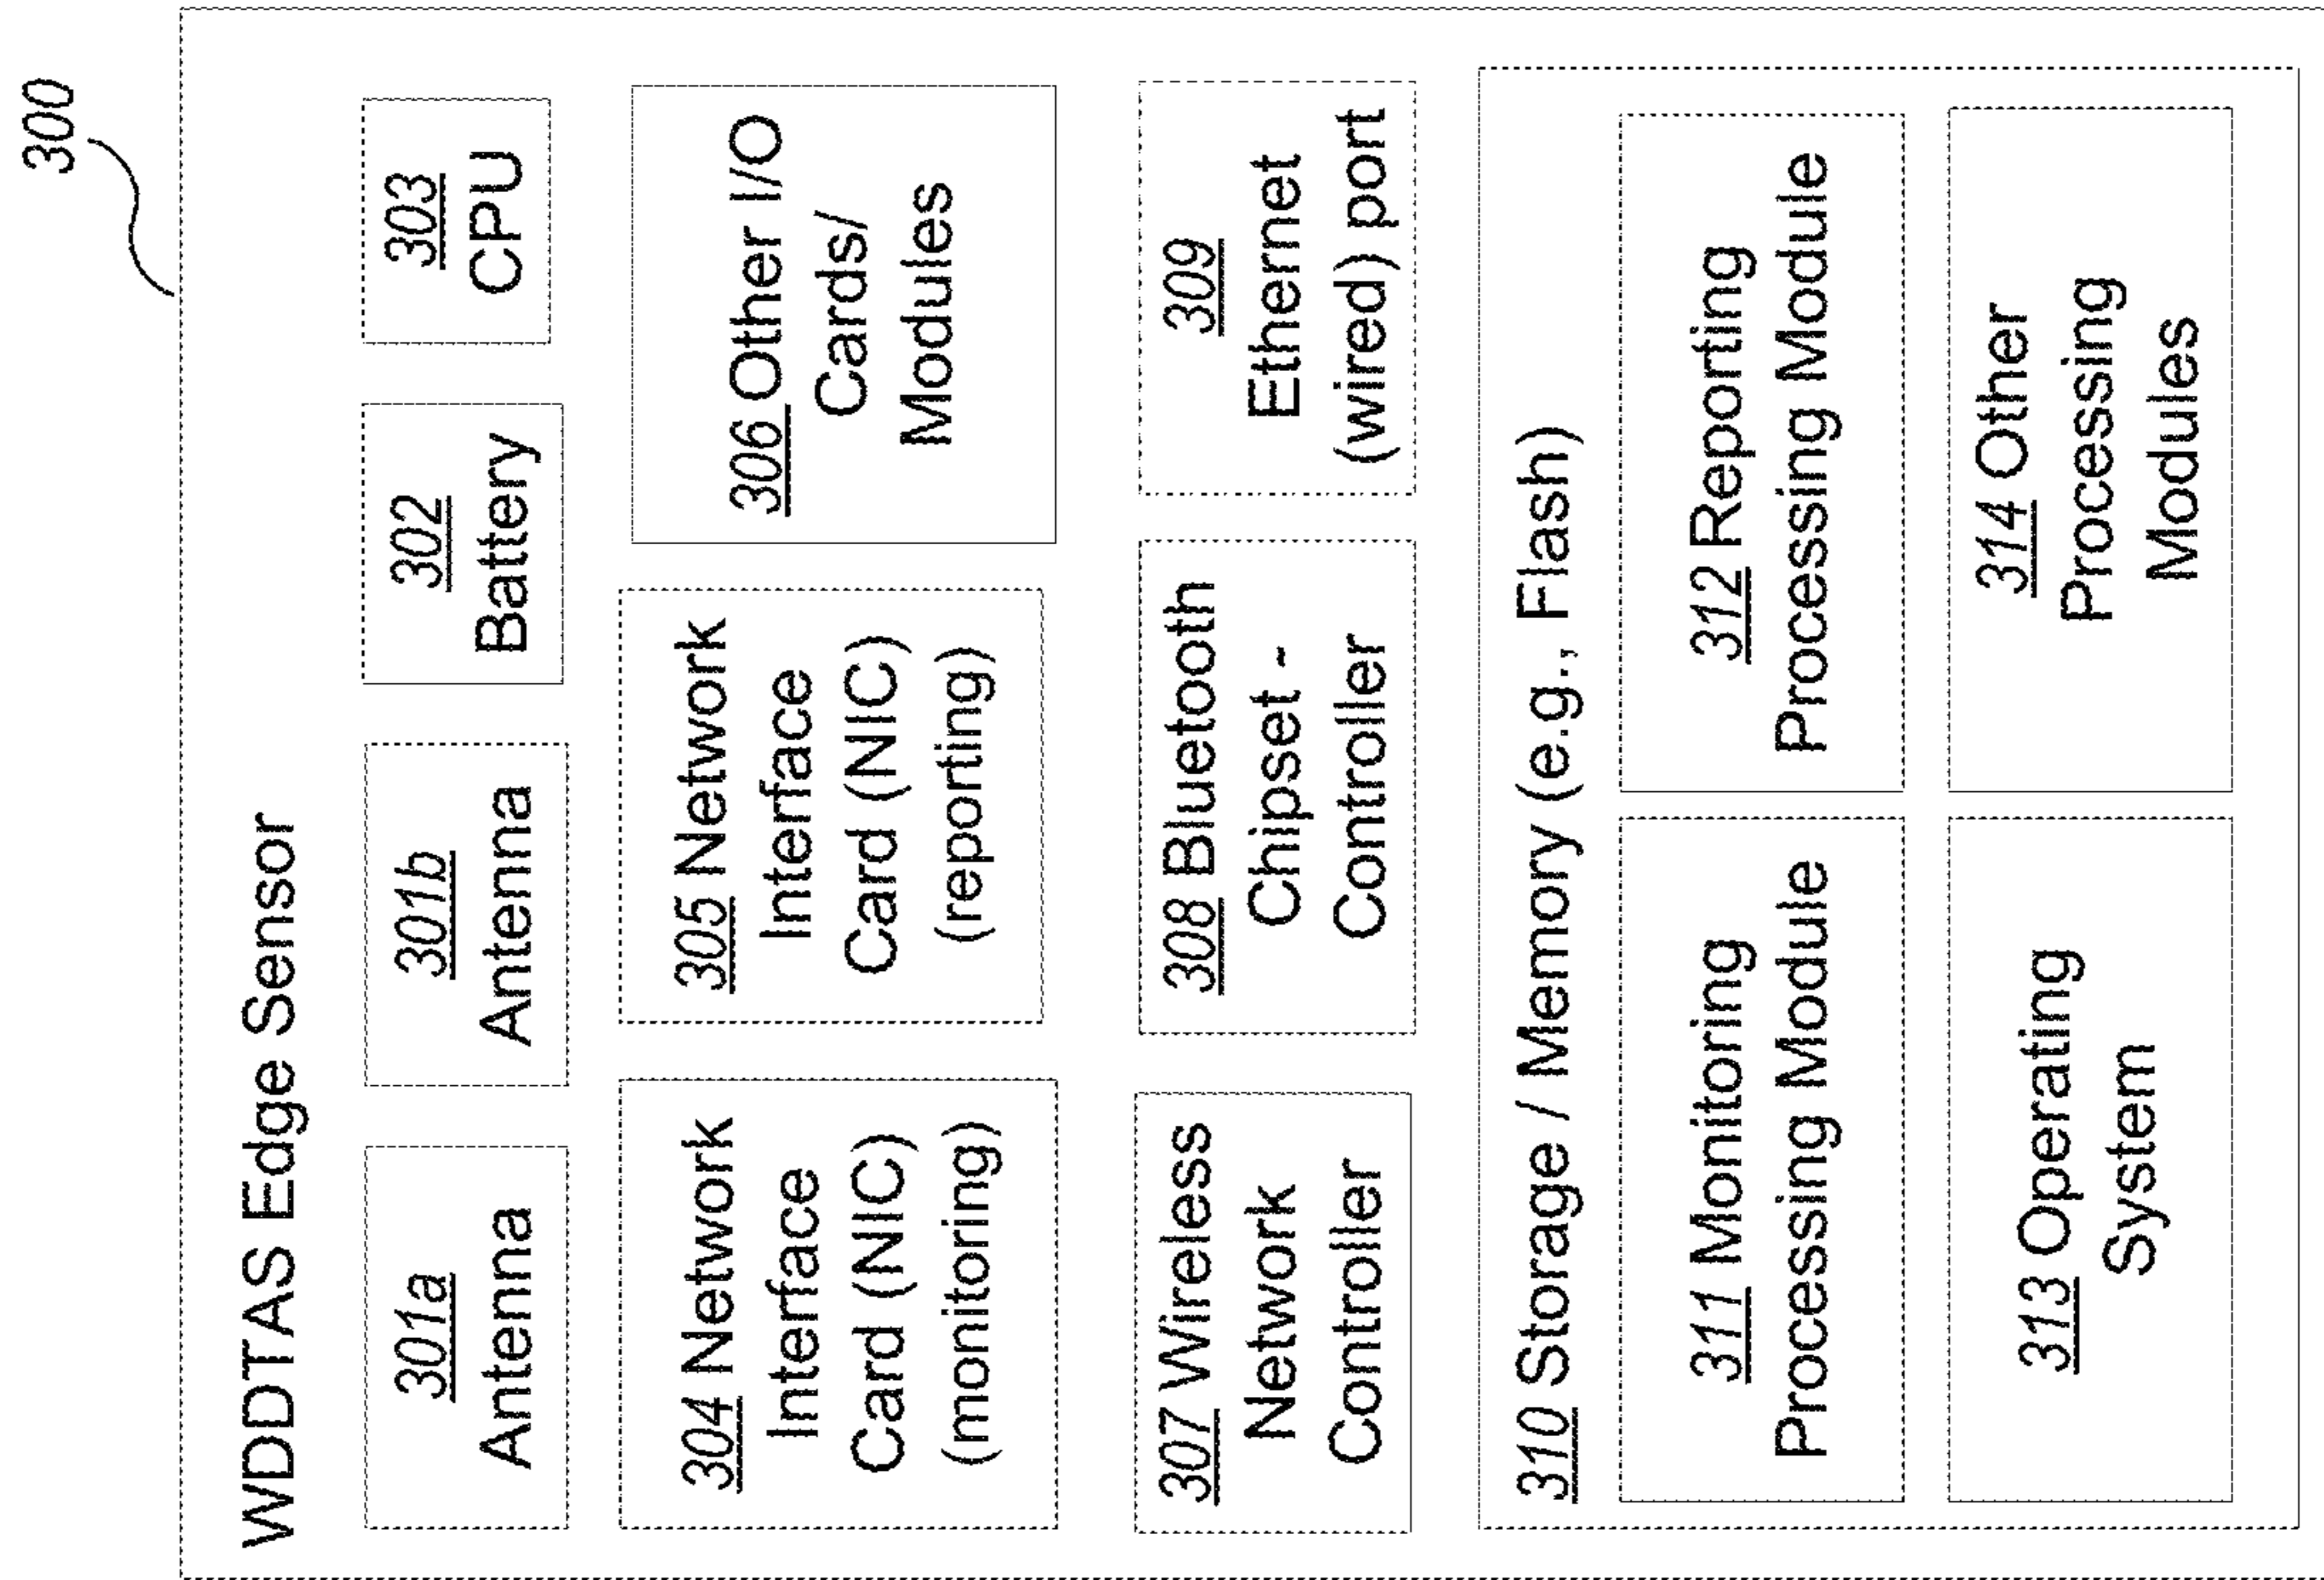 300
WDDTAS Edge Sensor
301a
Antenna
301b
Antenna
302
Battery
303
CPU
304 Network
Interface
Card (NIC)
(monitoring)
305 Network
Interface
Card (NIC)
(reporting)
306 Other I/O
Cards/
Modules
307 Wireless
Network
Controller
308 Bluetooth
Chipset -
Controller
309
Ethernet
(wired) port
310 Storage / Memory (e.g., Flash)
311 Monitoring
Processing Module
312 Reporting
Processing Module
313 Operating
System
314 Other
Processing
Modules